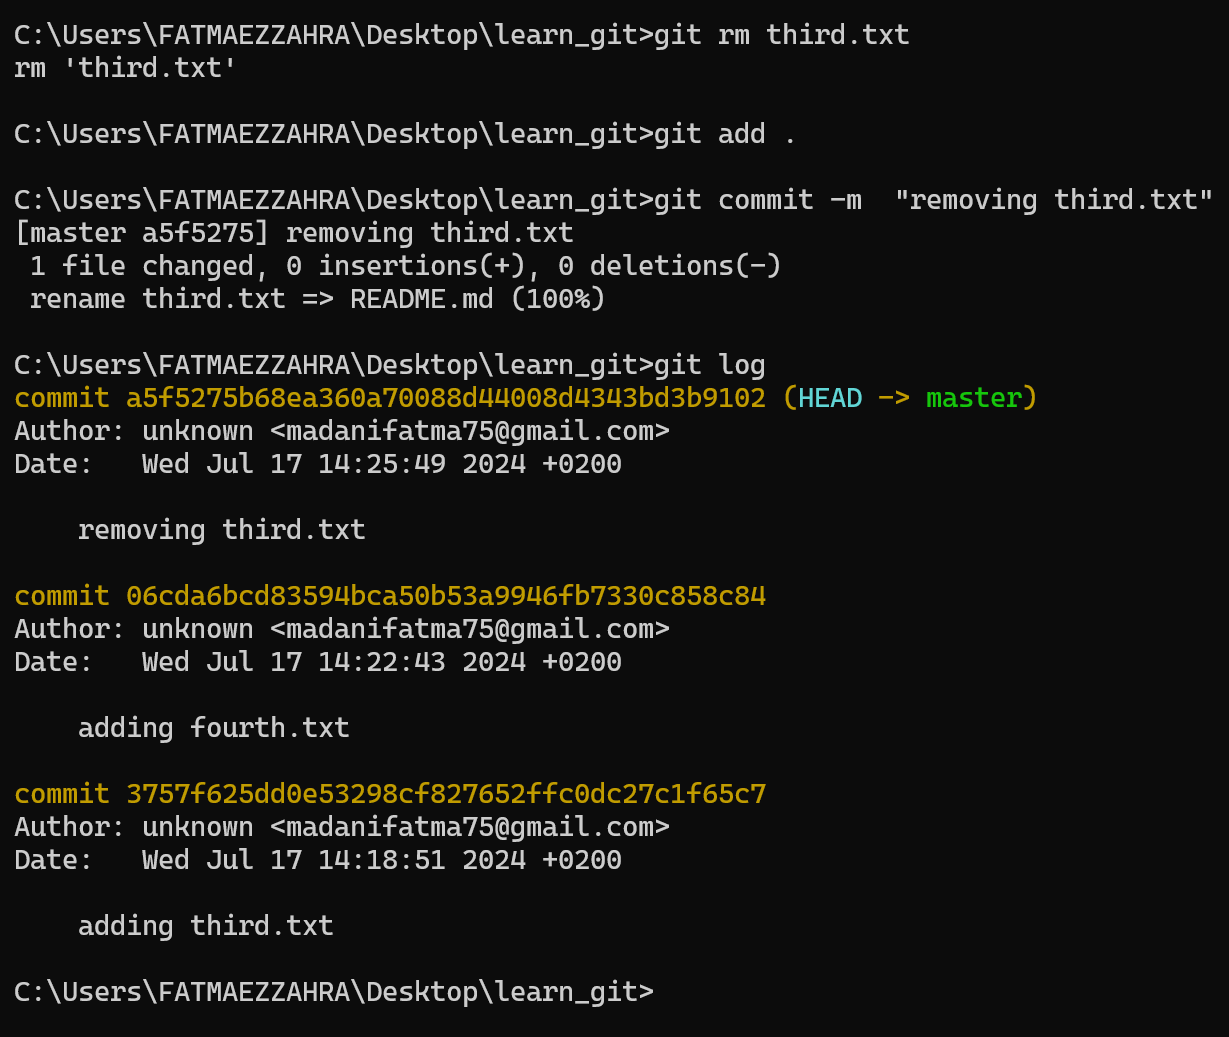 C:\Users\FATMAEZZAHRA\Desktop\learn_git>git rm third.txt
rm 'third.txt'
C:\Users\FATMAEZZAHRA\Desktop\learn_git>git add .
C:\Users\FATMAEZZAHRA\Desktop\learn_git>git commit -m  "removing third.txt"
[master a5f5275] removing third.txt
 1 file changed, 0 insertions(+), 0 deletions(-)
 rename third.txt => README.md (100%)
C:\Users\FATMAEZZAHRA\Desktop\learn_git>git log
commit a5f5275b68ea360a70088d44008d4343bd3b9102 (HEAD -> master)
Author: unknown <madanifatma75@gmail.com>
Date:   Wed Jul 17 14:25:49 2024 +0200
    removing third.txt
commit 06cda6bcd83594bca50b53a9946fb7330c858c84
Author: unknown <madanifatma75@gmail.com>
Date:   Wed Jul 17 14:22:43 2024 +0200
    adding fourth.txt
commit 3757f625dd0e53298cf827652ffc0dc27c1f65c7
Author: unknown <madanifatma75@gmail.com>
Date:   Wed Jul 17 14:18:51 2024 +0200
    adding third.txt
C:\Users\FATMAEZZAHRA\Desktop\learn_git>